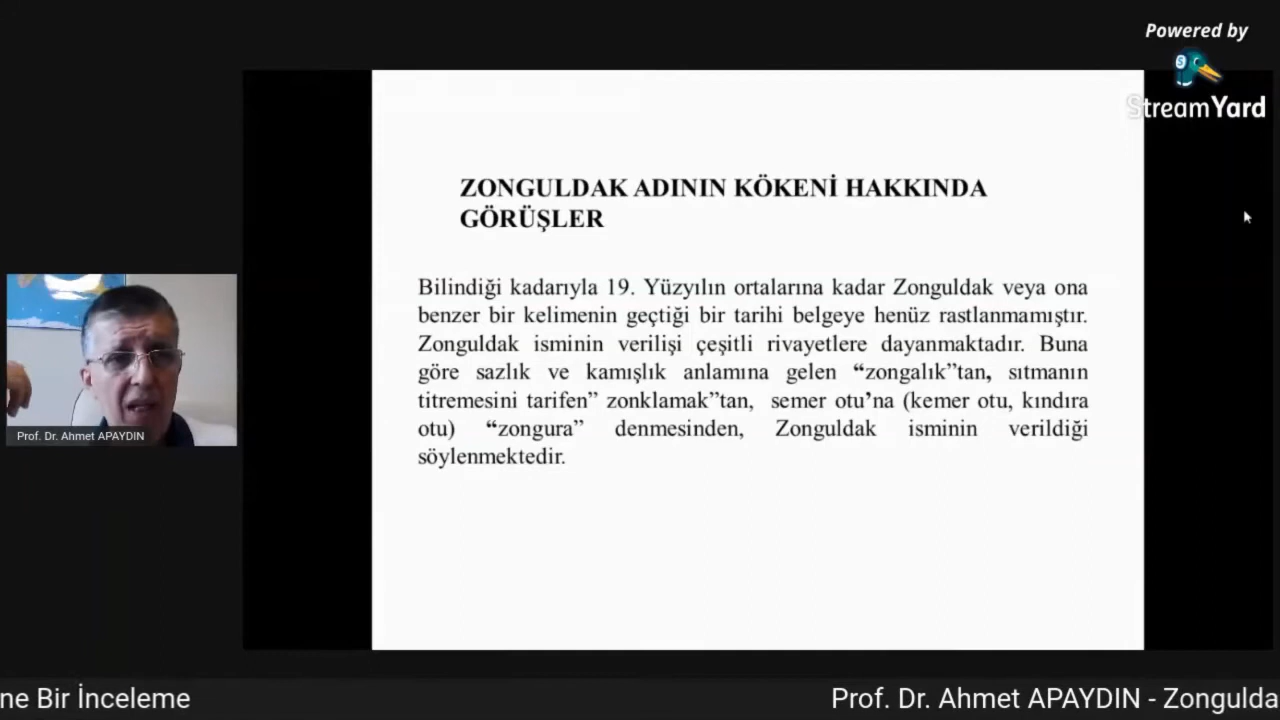 Powered by
StreamYard
ZONGULDAK ADININ KÖKENİ HAKKINDA
GÖRÜŞLER
Bilindiği kadarıyla 19. Yüzyılın ortalarına kadar Zonguldak veya ona
benzer bir kelimenin geçtiği bir tarihi belgeye henüz rastlanmamıştır.
Zonguldak isminin verilişi çeşitli rivayetlere dayanmaktadır. Buna
göre sazlık ve kamışlık anlamına gelen “zongalık”tan, sıtmanın
titremesini tarifen” zonklamak”tan, semer otu’na (kemer otu, kındıra
otu) “zongura” denmesinden, Zonguldak isminin verildiği
söylenmektedir.
Prof. Dr. Ahmet APAYDIN
ne Bir İnceleme
Prof. Dr. Ahmet APAYDIN - Zongulda